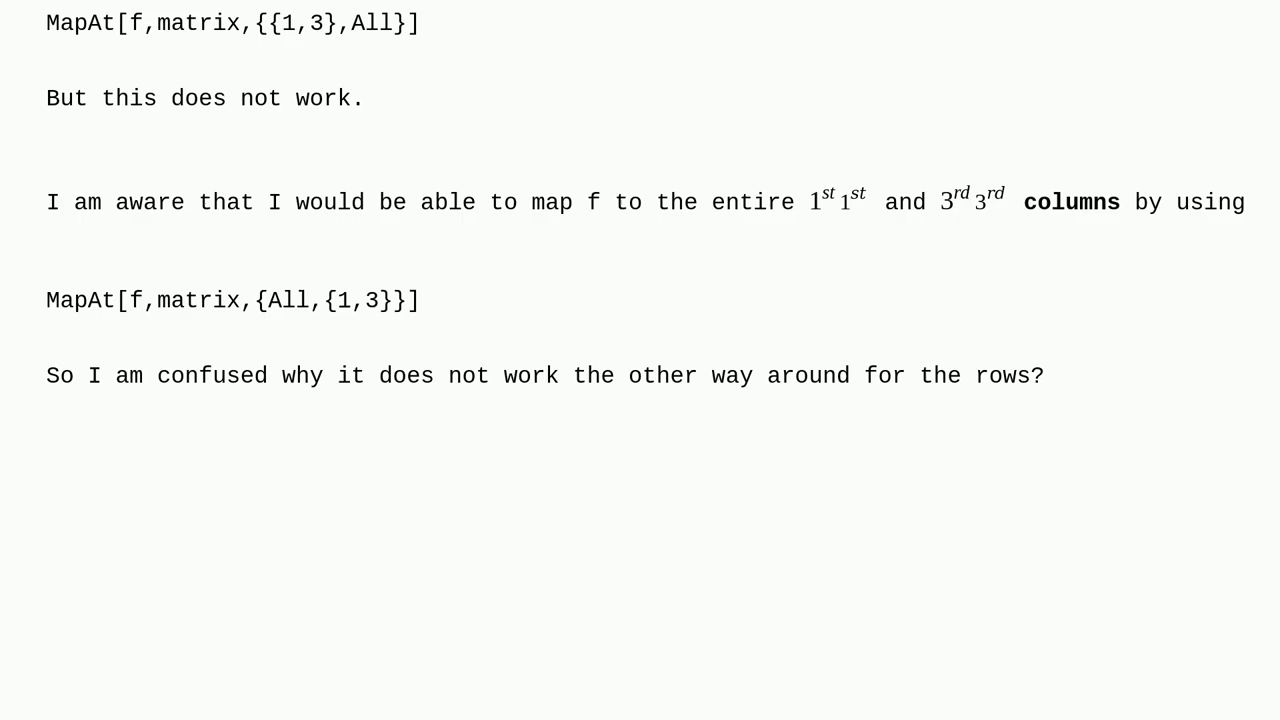 MapAt[f,matrix,{{1,3},All}]
But this does not work.
I am aware that I would be able to map f to the entire 1st 1st and 3rd 3rd columns by using
MapAt[f,matrix,{All,{1,3}}]
So I am confused why it does not work the other way around for the rows?